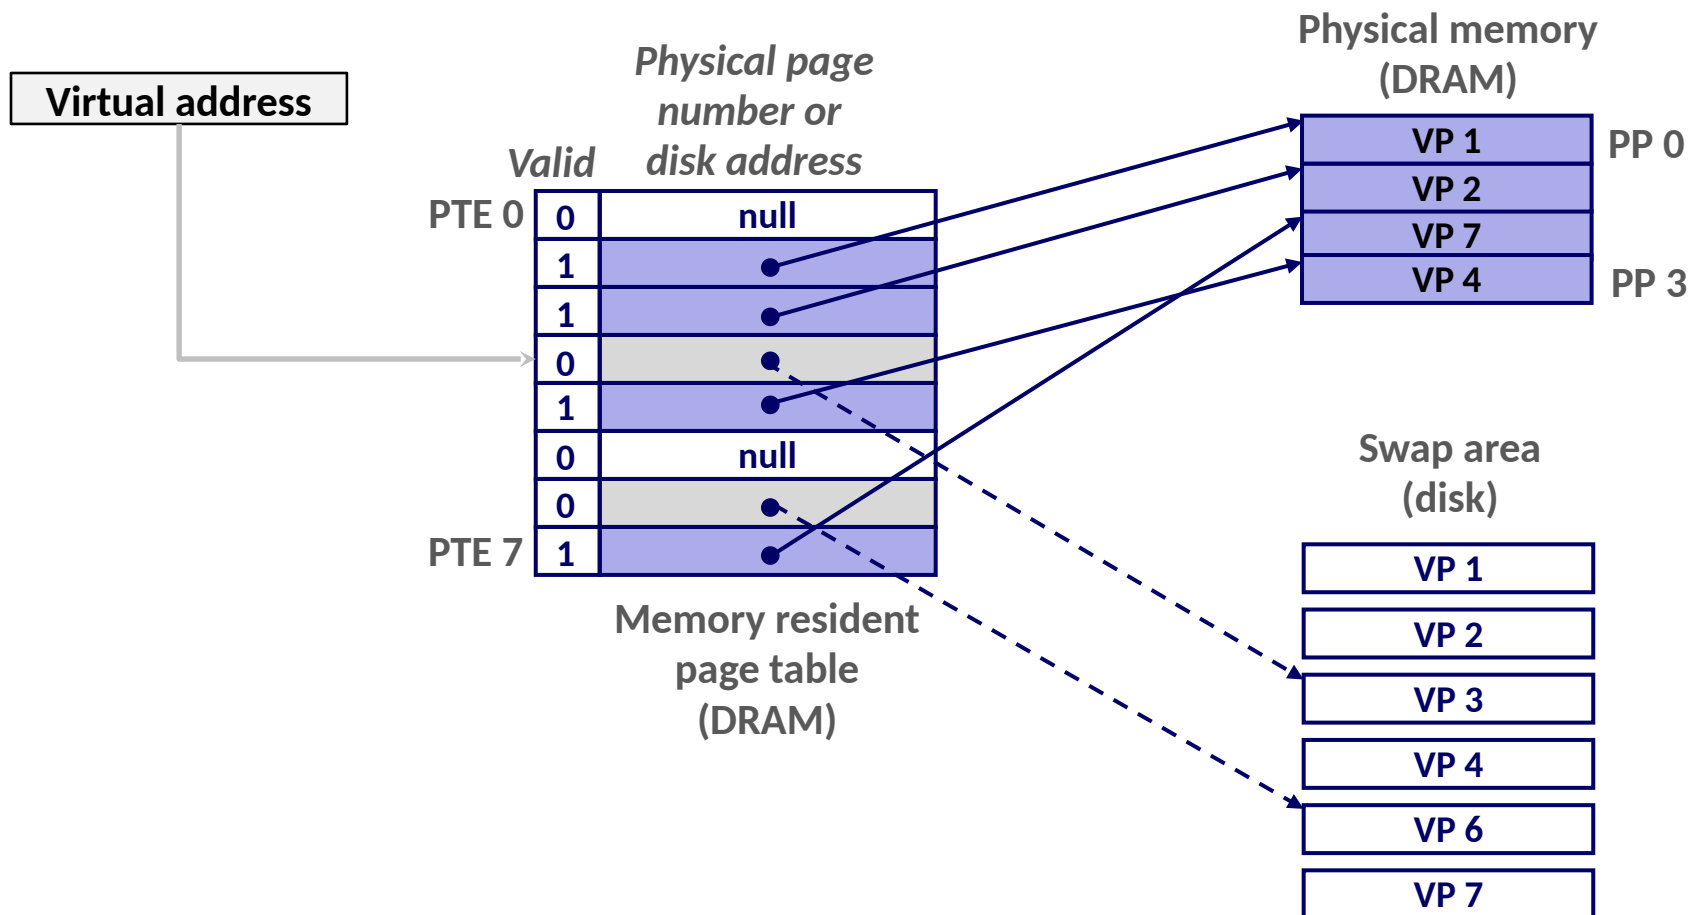 Virtual address
Physical page
number or
disk address
Valid
PTE 0
0
null
1
1
0
1
0
null
0
PTE 7
1
Memory resident
page table
(DRAM)
Physical memory
(DRAM)
VP 1
PP 0
VP 2
VP 7
VP 4
PP 3
Swap area
(disk)
VP 1
VP 2
VP 3
VP 4
VP 6
VP 7